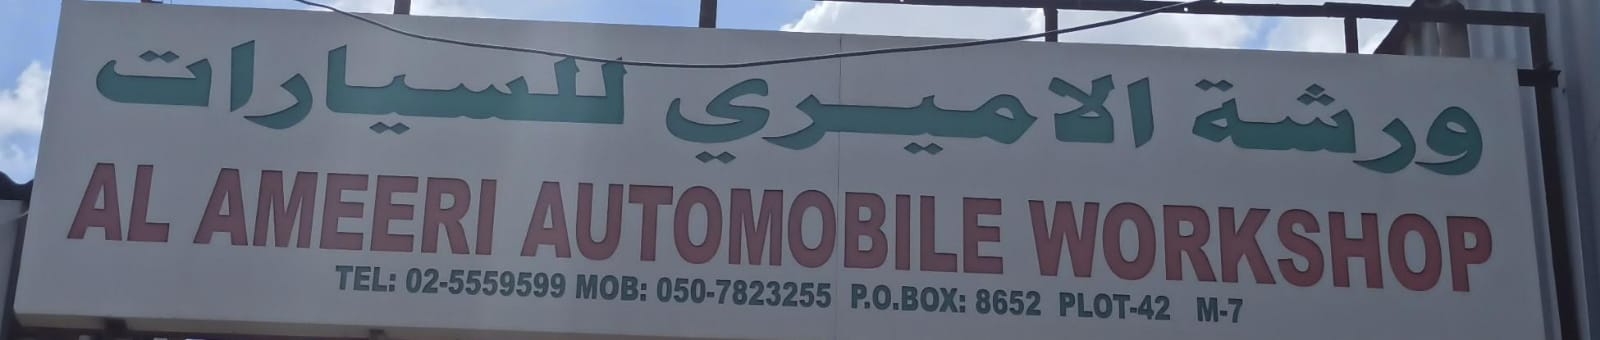 ورشة الاميري للسيارات
AL AMEERI AUTOMOBILE WORKSHOP
TEL: 02-5559599 MOB: 050-7823255 P.O.BOX: 8652 PLOT-42 M-7